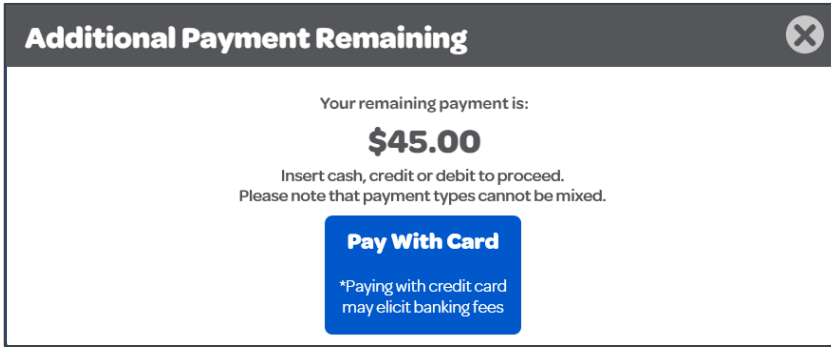 Additional Payment Remaining
Your remaining payment is:
$45.00
Insert cash, credit or debit to proceed.
Please note that payment types cannot be mixed.
Pay With Card
*Paying with credit card
may elicit banking fees